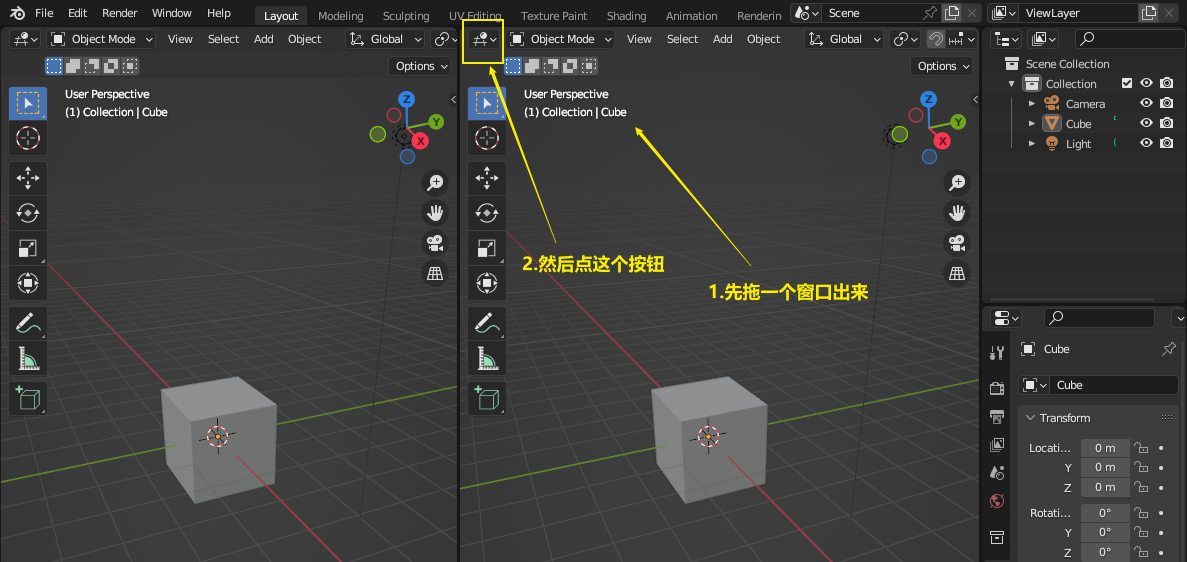 File Edit Render Window Help Layout Modeling Sculpting UV Editing Texture Paint Shading Animation Renderin Scene ViewLayer
Object Mode View Select Add Object Global Object Mode View Select Add Object Global
Options Options
Scene Collection
Collection
Camera
Cube
Light
User Perspective
(1) Collection | Cube
Z
Y
X
User Perspective
(1) Collection | Cube
Z
Y
X
2.然后点这个按钮
1.先拖一个窗口出来
Cube
Cube
Transform
Locati... 0 m
Y 0 m
Z 0 m
Rotati... 0°
Y 0°
Z 0°